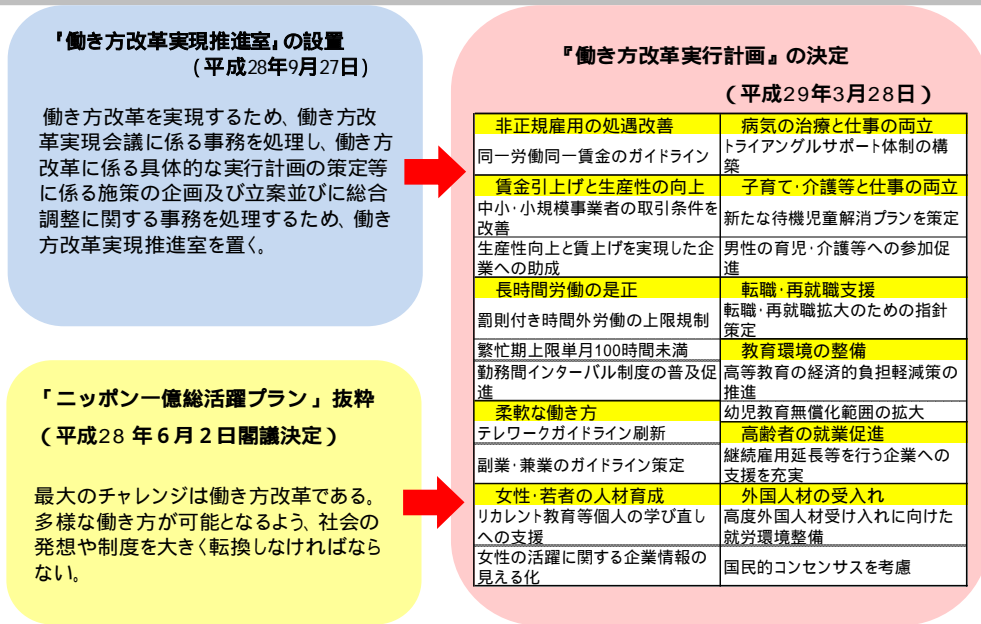 『働き方改革実現推進室』の設置
(平成28年9月27日)
働き方改革を実現するため、働き方改
革実現会議に係る事務を処理し、働き方
改革に係る具体的な実行計画の策定等
に係る施策の企画及び立案並びに総合
調整に関する事務を処理するため、働き
方改革実現推進室を置く。
「ニッポン一億総活躍プラン」抜粋
(平成28年6月2日閣議決定)
最大のチャレンジは働き方改革である。
多様な働き方が可能となるよう、社会の
発想や制度を大きく転換しなければなら
ない。
『働き方改革実行計画』の決定
(平成29年3月28日)
非正規雇用の処遇改善
同一労働同一賃金のガイドライン
賃金引上げと生産性の向上
中小・小規模事業者の取引条件を
改善
生産性向上と賃上げを実現した企
業への助成
長時間労働の是正
罰則付き時間外労働の上限規制
繁忙期上限単月100時間未満
勤務間インターバル制度の普及促
進
柔軟な働き方
テレワークガイドライン刷新
副業・兼業のガイドライン策定
女性・若者の人材育成
リカレント教育等個人の学び直し
への支援
女性の活躍に関する企業情報の
見える化
病気の治療と仕事の両立
トライアングルサポート体制の構
築
子育て・介護等と仕事の両立
新たな待機児童解消プランを策定
男性の育児・介護等への参加促
進
転職・再就職支援
転職・再就職拡大のための指針
策定
教育環境の整備
高等教育の経済的負担軽減策の
推進
幼児教育無償化範囲の拡大
高齢者の就業促進
継続雇用延長等を行う企業への
支援を充実
外国人材の受入れ
高度外国人材受け入れに向けた
就労環境整備
国民的コンセンサスを考慮